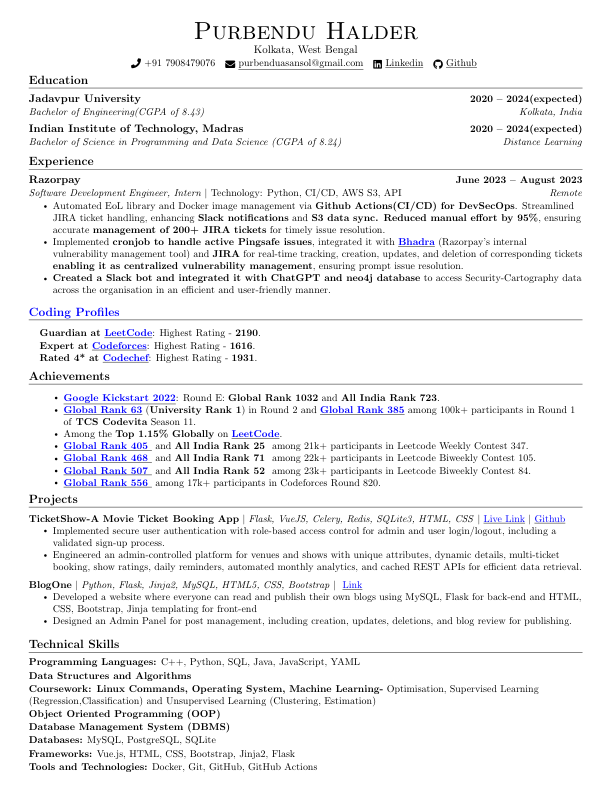 Purbendu Halder
Kolkata, West Bengal
+91 7908479076 purbenduasansol@gmail.com Linkedin Github
Education
Jadavpur University 2020 – 2024(expected)
Bachelor of Engineering(CGPA of 8.43) Kolkata, India
Indian Institute of Technology, Madras 2020 – 2024(expected)
Bachelor of Science in Programming and Data Science (CGPA of 8.24) Distance Learning
Experience
Razorpay June 2023 – August 2023
Software Development Engineer, Intern | Technology: Python, CI/CD, AWS S3, API Remote
• Automated EoL library and Docker image management via Github Actions(CI/CD) for DevSecOps. Streamlined
JIRA ticket handling, enhancing Slack notifications and S3 data sync. Reduced manual effort by 95%, ensuring
accurate management of 200+ JIRA tickets for timely issue resolution.
• Implemented cronjob to handle active Pingsafe issues, integrated it with Bhadra (Razorpay's internal
vulnerability management tool) and JIRA for real-time tracking, creation, updates, and deletion of corresponding tickets
enabling it as centralized vulnerability management, ensuring prompt issue resolution.
• Created a Slack bot and integrated it with ChatGPT and neo4j database to access Security-Cartography data
across the organisation in an efficient and user-friendly manner.
Coding Profiles
Guardian at LeetCode: Highest Rating - 2190.
Expert at Codeforces: Highest Rating - 1616.
Rated 4* at Codechef: Highest Rating - 1931.
Achievements
• Google Kickstart 2022: Round E: Global Rank 1032 and All India Rank 723.
• Global Rank 63 (University Rank 1) in Round 2 and Global Rank 385 among 100k+ participants in Round 1
of TCS Codevita Season 11.
• Among the Top 1.15% Globally on LeetCode.
• Global Rank 405 and All India Rank 25 among 21k+ participants in Leetcode Weekly Contest 347.
• Global Rank 468 and All India Rank 71 among 22k+ participants in Leetcode Biweekly Contest 105.
• Global Rank 507 and All India Rank 52 among 23k+ participants in Leetcode Biweekly Contest 84.
• Global Rank 556 among 17k+ participants in Codeforces Round 820.
Projects
TicketShow-A Movie Ticket Booking App | Flask, VueJS, Celery, Redis, SQLite3, HTML, CSS | Live Link | Github
• Implemented secure user authentication with role-based access control for admin and user login/logout, including a
validated sign-up process.
• Engineered an admin-controlled platform for venues and shows with unique attributes, dynamic details, multi-ticket
booking, show ratings, daily reminders, automated monthly analytics, and cached REST APIs for efficient data retrieval.
BlogOne | Python, Flask, Jinja2, MySQL, HTML5, CSS, Bootstrap | Link
• Developed a website where everyone can read and publish their own blogs using MySQL, Flask for back-end and HTML,
CSS, Bootstrap, Jinja templating for front-end
• Designed an Admin Panel for post management, including creation, updates, deletions, and blog review for publishing.
Technical Skills
Programming Languages: C++, Python, SQL, Java, JavaScript, YAML
Data Structures and Algorithms
Coursework: Linux Commands, Operating System, Machine Learning- Optimisation, Supervised Learning
(Regression,Classification) and Unsupervised Learning (Clustering, Estimation)
Object Oriented Programming (OOP)
Database Management System (DBMS)
Databases: MySQL, PostgreSQL, SQLite
Frameworks: Vue.js, HTML, CSS, Bootstrap, Jinja2, Flask
Tools and Technologies: Docker, Git, GitHub, GitHub Actions